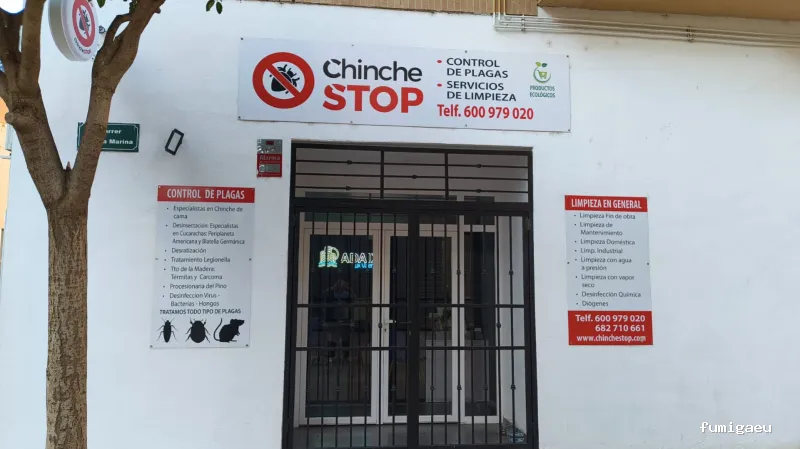 Chinche
STOP
• CONTROL
DE PLAGAS
• SERVICIOS
DE LIMPIEZA
Telf. 600 979 020
PRODUCTOS
ECOLÓGICOS
Marina
Alarma
CONTROL DE PLAGAS
• Especialistas en Chinche de
cama
• Desinsectación: Especialistas
en Cucarachas: Periplaneta
Americana y Blatella Germánica
• Desratización
• Tratamiento Legionella
• Tto de la Madera:
Termitas y Carcoma
• Procesionaria del Pino
• Desinfeccion Virus -
Bacterias - Hongos
TRATAMOS TODO TIPO DE PLAGAS
LIMPIEZA EN GENERAL
• Limpieza Fin de obra
• Limpieza de
Mantenimiento
• Limpieza Doméstica
• Limp. Industrial
• Limpieza con agua
a presión
• Limpieza con vapor
seco
• Desinfección Química
• Diógenes
Telf. 600 979 020
682 710 661
www.chinchestop.com
fumigaeu